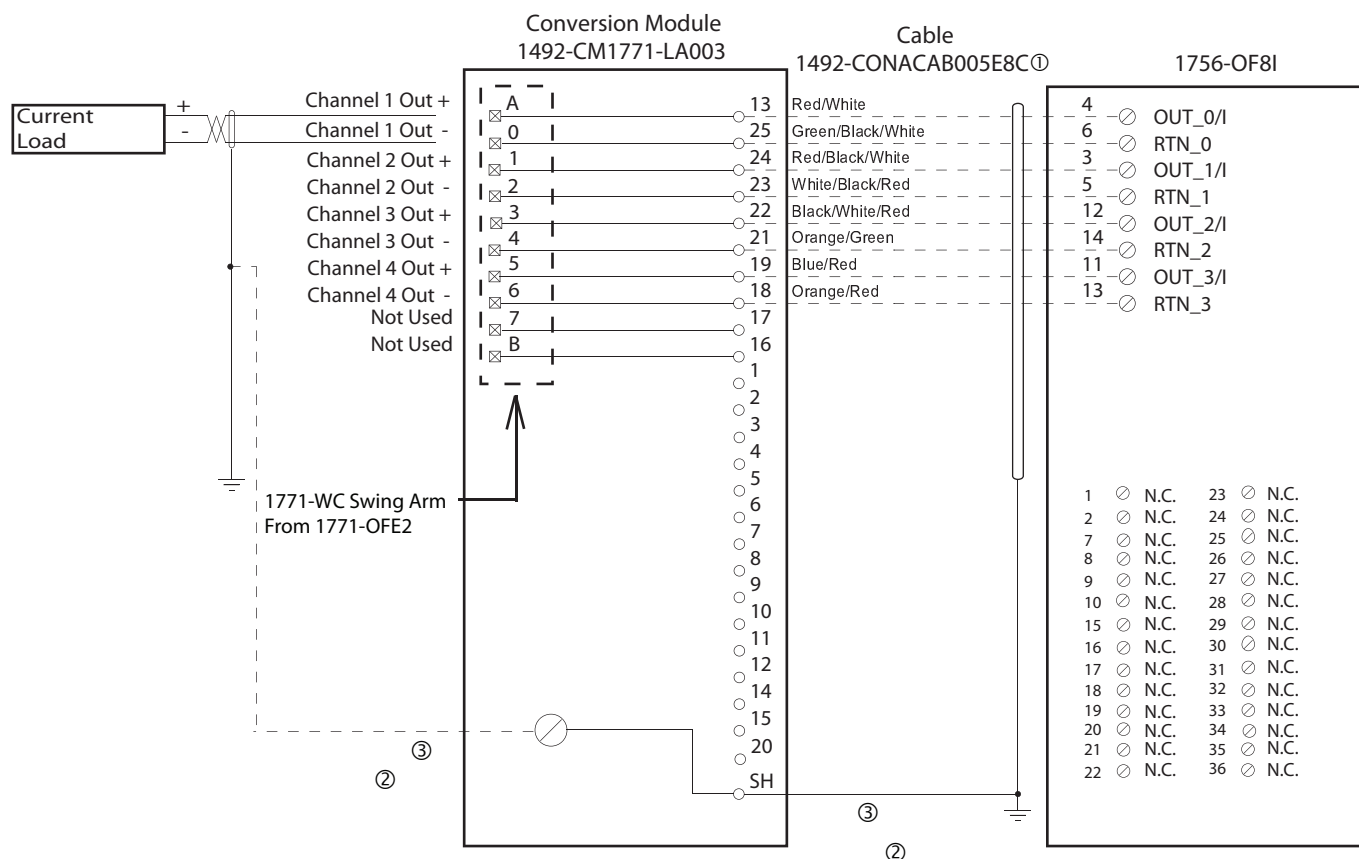 Conversion Module
1492-CM1771-LA003
Cable
1492-CONACAB005E8C①
1756-OF8I
Current
Load
+
-
Channel 1 Out +
Channel 1 Out -
Channel 2 Out +
Channel 2 Out -
Channel 3 Out +
Channel 3 Out -
Channel 4 Out +
Channel 4 Out -
Not Used
Not Used
A
0
1
2
3
4
5
6
7
B
13
25
24
23
22
21
19
18
17
16
1
2
3
4
5
6
7
8
9
10
11
12
14
15
20
SH
Red/White
Green/Black/White
Red/Black/White
White/Black/Red
Black/White/Red
Orange/Green
Blue/Red
Orange/Red
4 OUT_0/I
6 RTN_0
3 OUT_1/I
5 RTN_1
12 OUT_2/I
14 RTN_2
11 OUT_3/I
13 RTN_3
1771-WC Swing Arm
From 1771-OFE2
1 N.C. 23 N.C.
2 N.C. 24 N.C.
7 N.C. 25 N.C.
8 N.C. 26 N.C.
9 N.C. 27 N.C.
10 N.C. 28 N.C.
15 N.C. 29 N.C.
16 N.C. 30 N.C.
17 N.C. 31 N.C.
18 N.C. 32 N.C.
19 N.C. 33 N.C.
20 N.C. 34 N.C.
21 N.C. 35 N.C.
22 N.C. 36 N.C.
③
②
③
②